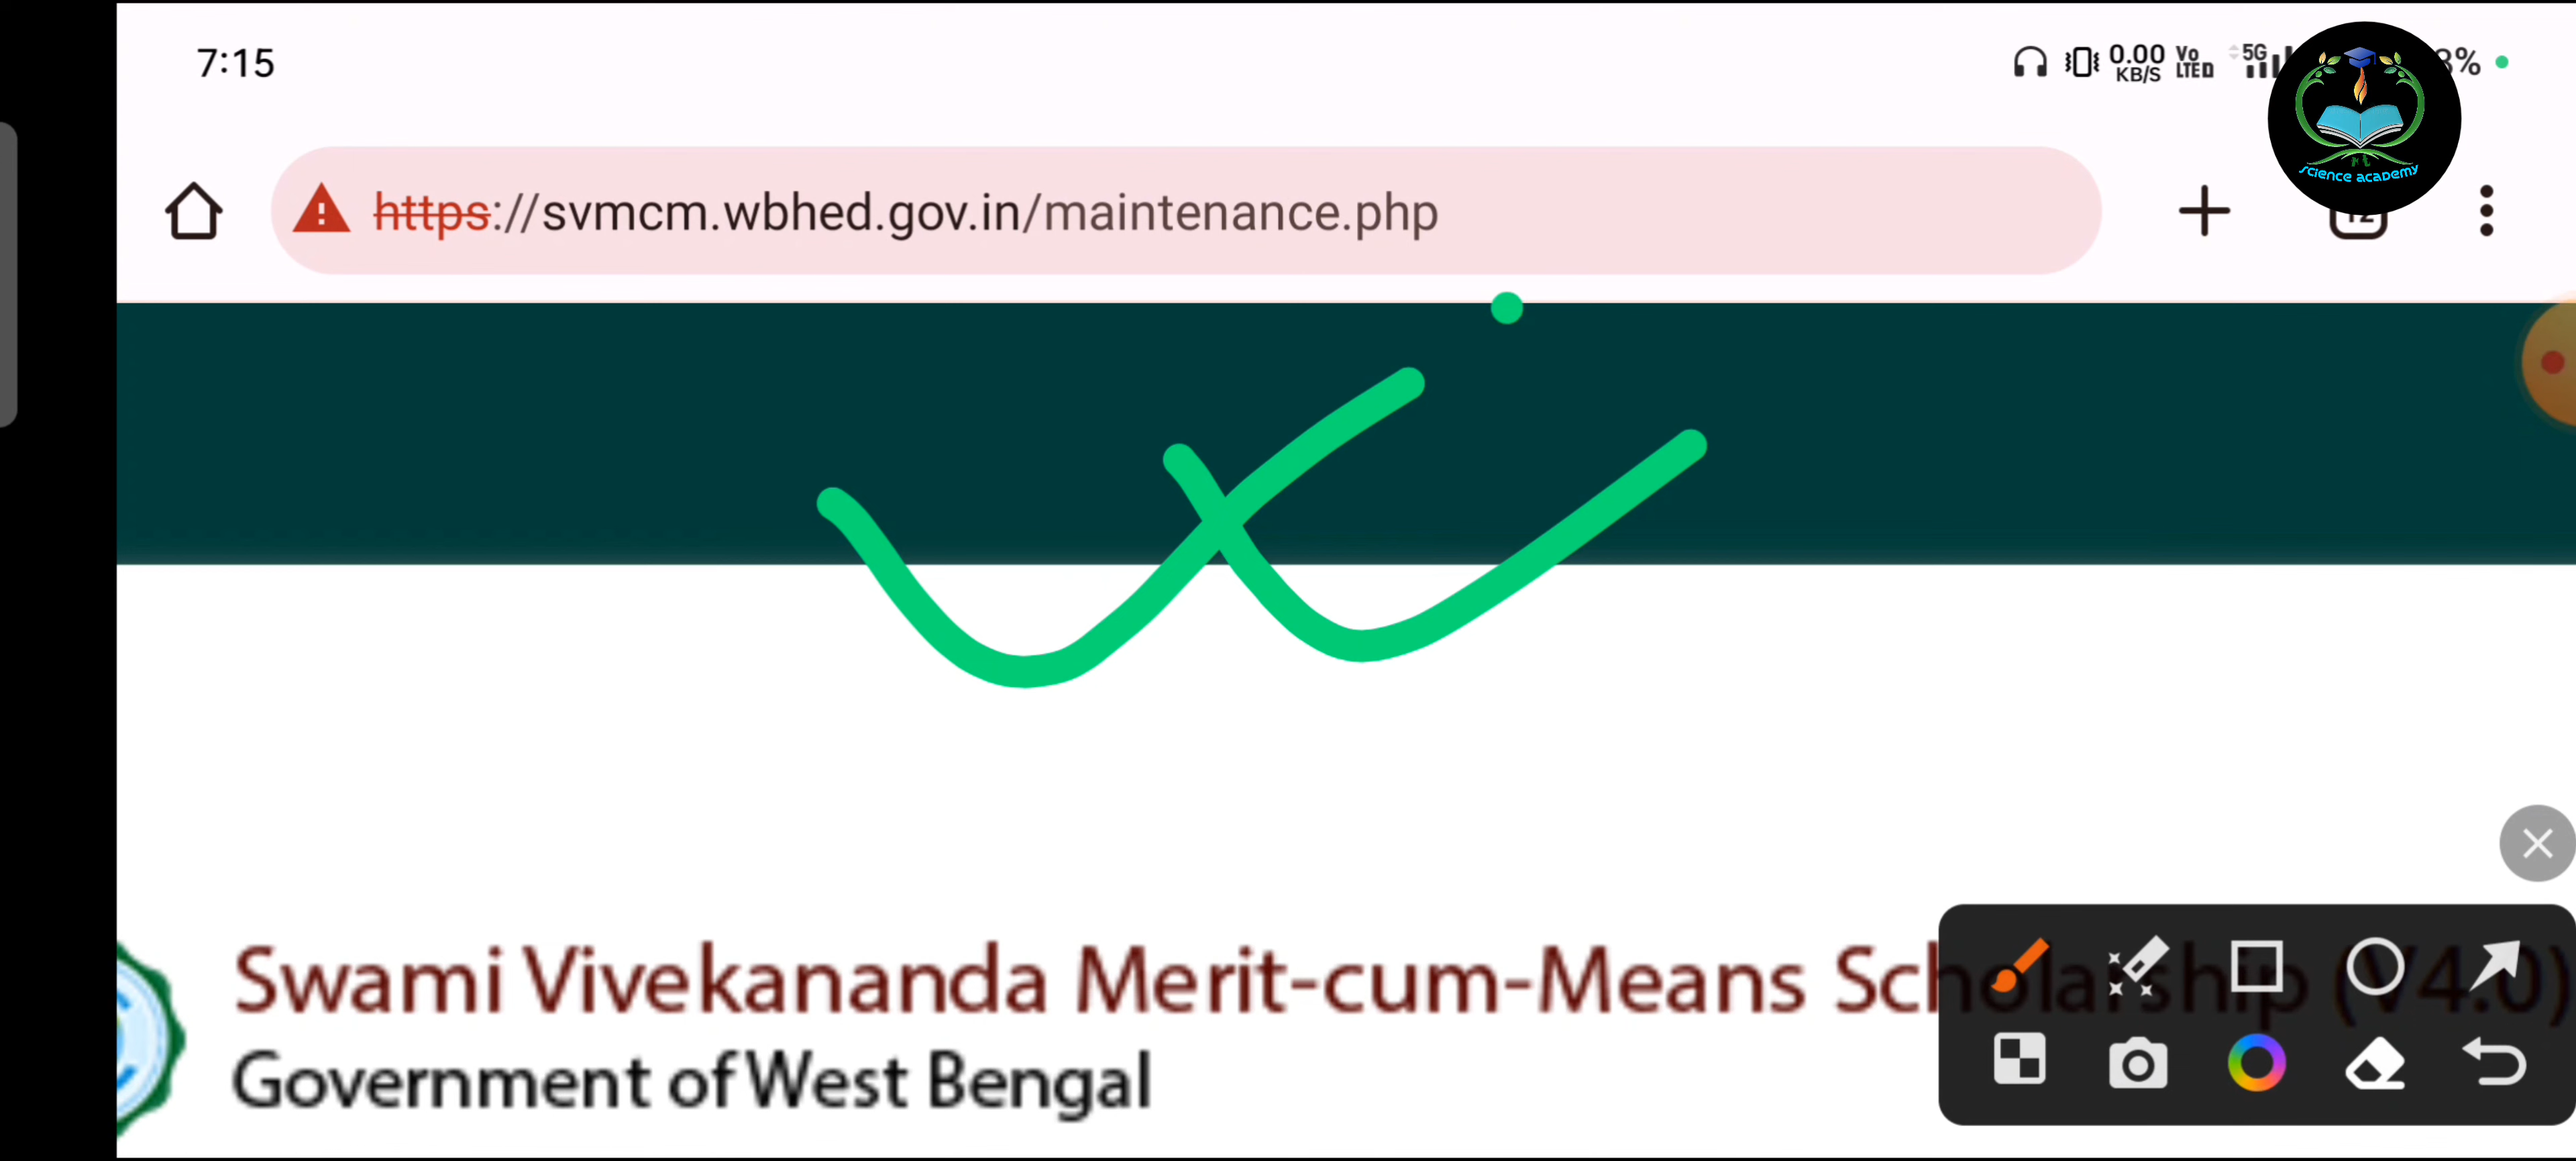 7:15
0.00 KB/S Vo LTE 5G %
SCIENCE ACADEMY
https://svmcm.wbhed.gov.in/maintenance.php
Swami Vivekananda Merit-cum-Means Scholarship (V4.0)
Government of West Bengal